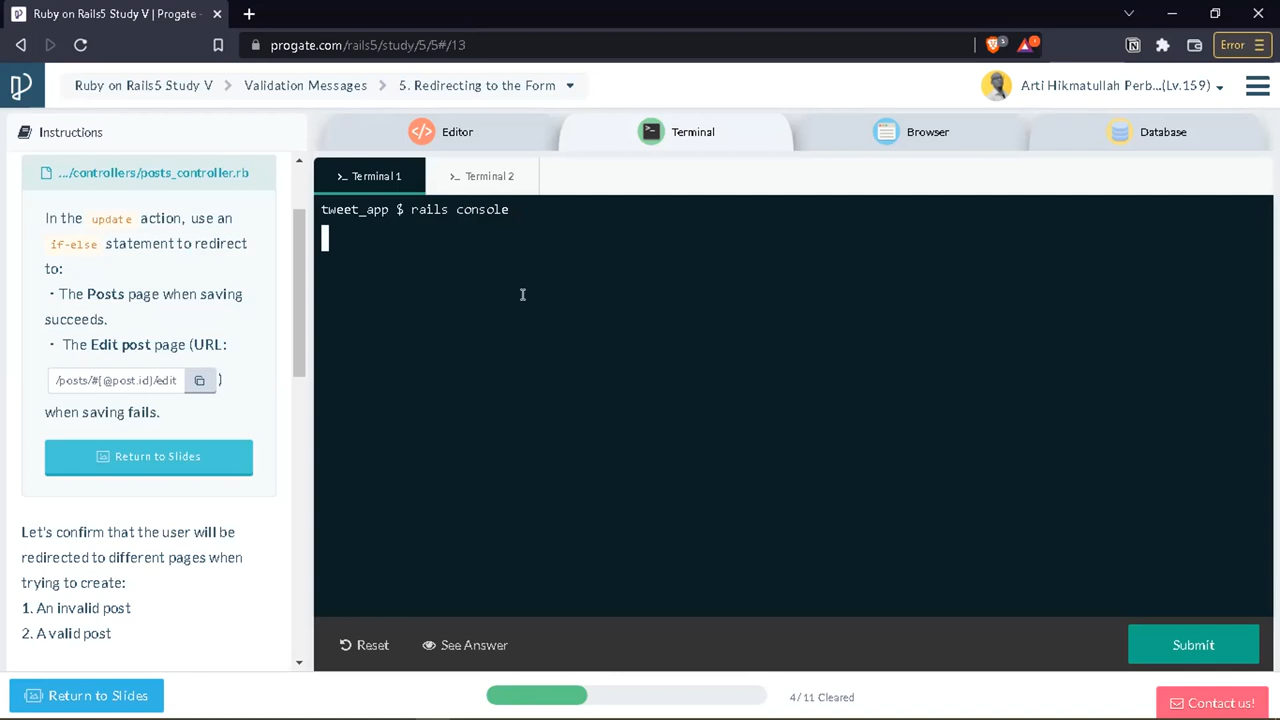 Ruby on Rails5 Study V | Progate -
progate.com/rails5/study/5/5#/13
Error
Ruby on Rails5 Study V
Validation Messages
5. Redirecting to the Form
Arti Hikmatullah Perb...(Lv.159)
Instructions
Editor
Terminal
Browser
Database
.../controllers/posts_controller.rb
In the update action, use an
if-else statement to redirect
to:
・The Posts page when saving
succeeds.
・ The Edit post page (URL:
/posts/#{@post.id}/edit )
when saving fails.
Return to Slides
Let's confirm that the user will be
redirected to different pages when
trying to create:
1. An invalid post
2. A valid post
>_ Terminal 1
>_ Terminal 2
tweet_app $ rails console
Reset
See Answer
Submit
Return to Slides
4/11 Cleared
Contact us!